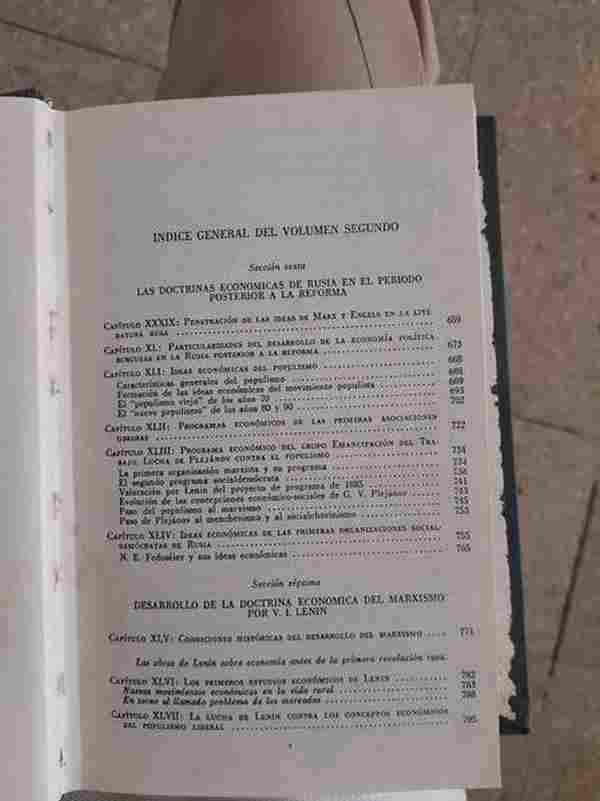 INDICE GENERAL DEL VOLUMEN SEGUNDO
Sección sexta
LAS DOCTRINAS ECONOMICAS DE RUSIA EN EL PERIODO
POSTERIOR A LA REFORMA
CAPÍTULO XXXIX: PENETRACIÓN DE LAS IDEAS DE MARX Y ENGELS EN LA LITE
RATURA RUSA 659
CAPÍTULO XL: PARTICULARIDADES DEL DESARROLLO DE LA ECONOMÍA POLÍTICA
BURGUESA EN LA RUSIA POSTERIOR A LA REFORMA 673
CAPÍTULO XLI: IDEAS ECONÓMICAS DEL POPULISMO
Características generales del populismo
Formación de las ideas económicas del movimiento populista
El "populismo viejo" de los años 70 693
El "nuevo populismo" de los años 80 y 90 702
CAPÍTULO XLII: PROGRAMAS ECONÓMICOS DE LAS PRIMERAS ASOCIACIONES
OBRERAS 722
CAPÍTULO XLIII: PROGRAMA ECONÓMICO DEL GRUPO EMANCIPACIÓN DEL TRA-
BAJO. LUCHA DE PLEJÁNOV CONTRA EL POPULISMO 734
La primera organización marxista y su programa 734
El segundo programa socialdemócrata
Valoración por Lenin del proyecto de programa de 1885 741
Evolución de las concepciones económico-sociales de G. V. Plejánov 743
Paso del populismo al marxismo 745
Paso de Plejánov al menchevismo y al socialchovinismo 753
CAPÍTULO XLIV: IDEAS ECONÓMICAS DE LAS PRIMERAS ORGANIZACIONES SOCIAL-
DEMÓCRATAS DE RUSIA 755
N. E. Fedoséiev y sus ideas económicas 765
Sección séptima
DESARROLLO DE LA DOCTRINA ECONOMICA DEL MARXISMO
POR V. I. LENIN
CAPÍTULO XLV: CONDICIONES HISTÓRICAS DEL DESARROLLO DEL MARXISMO 771
Las obras de Lenin sobre economía antes de la primera revolución rusa.
CAPÍTULO XLVI: LOS PRIMEROS ESTUDIOS ECONÓMICOS DE LENIN 782
Nuevos movimientos económicos en la vida rural 783
En torno al llamado problema de los mercados 788
CAPÍTULO XLVII: LA LUCHA DE LENIN CONTRA LOS CONCEPTOS ECONÓMICOS
DEL POPULISMO LIBERAL 795